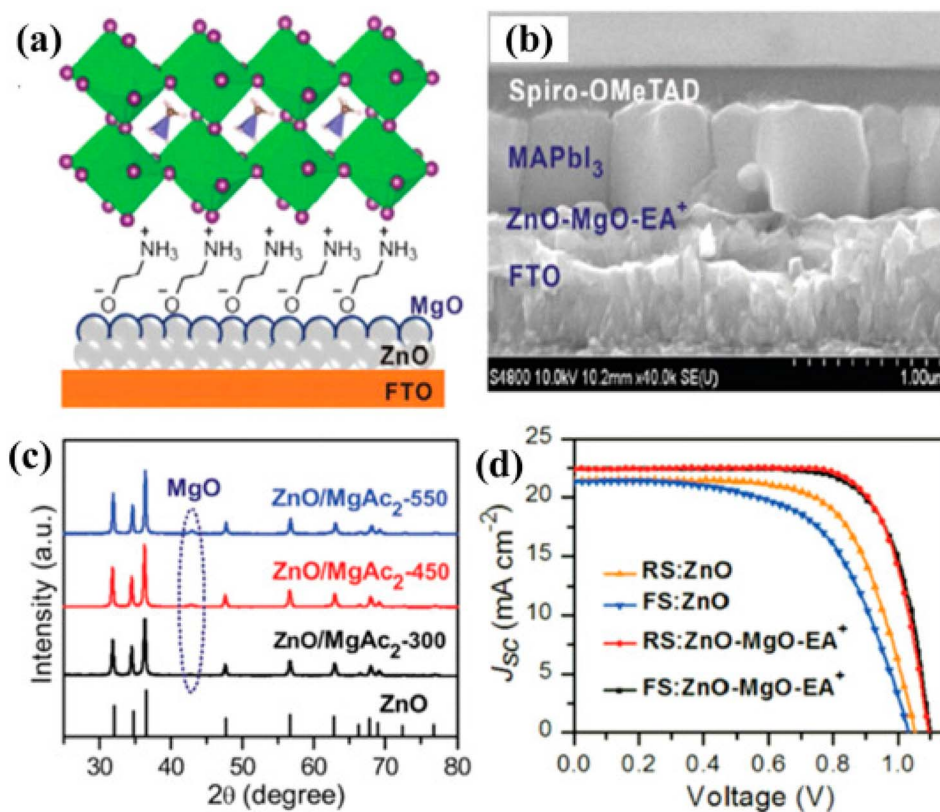 (a)
+ + + + +
NH₃ NH₃ NH₃ NH₃ NH₃
⁻O ⁻O ⁻O ⁻O ⁻O
MgO
ZnO
FTO
(b)
Spiro-OMeTAD
MAPbI₃
ZnO-MgO-EA⁺
FTO
S4800 10.0kV 10.2mm x40.0k SE(U)
1.00um
(c)
Intensity (a.u.)
MgO
ZnO/MgAc₂-550
ZnO/MgAc₂-450
ZnO/MgAc₂-300
ZnO
30 40 50 60 70 80
2θ (degree)
(d)
J_SC (mA cm⁻²)
25
20
15
10
5
0
RS:ZnO
FS:ZnO
RS:ZnO-MgO-EA⁺
FS:ZnO-MgO-EA⁺
0.0 0.2 0.4 0.6 0.8 1.0
Voltage (V)